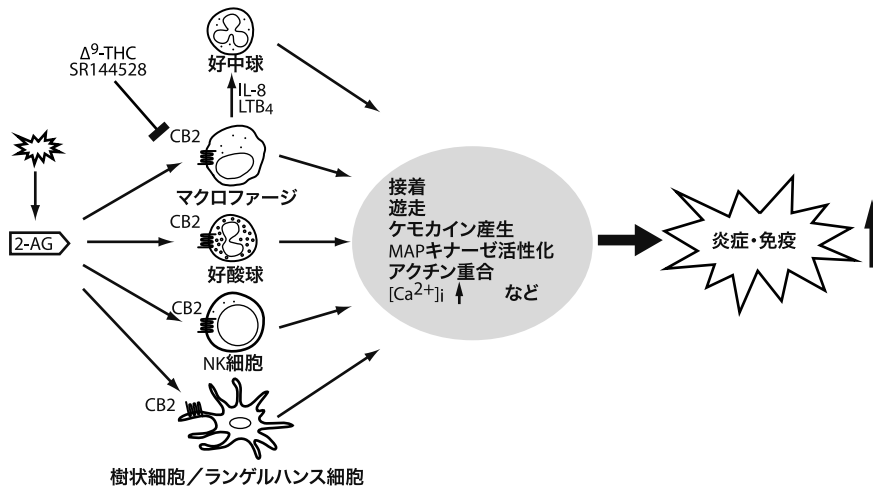 Δ⁹-THC
SR144528
好中球
IL-8
LTB₄
CB2
マクロファージ
2-AG
CB2
好酸球
CB2
NK細胞
CB2
樹状細胞／ランゲルハンス細胞
接着
遊走
ケモカイン産生
MAPキナーゼ活性化
アクチン重合
[Ca²⁺]i など
炎症・免疫